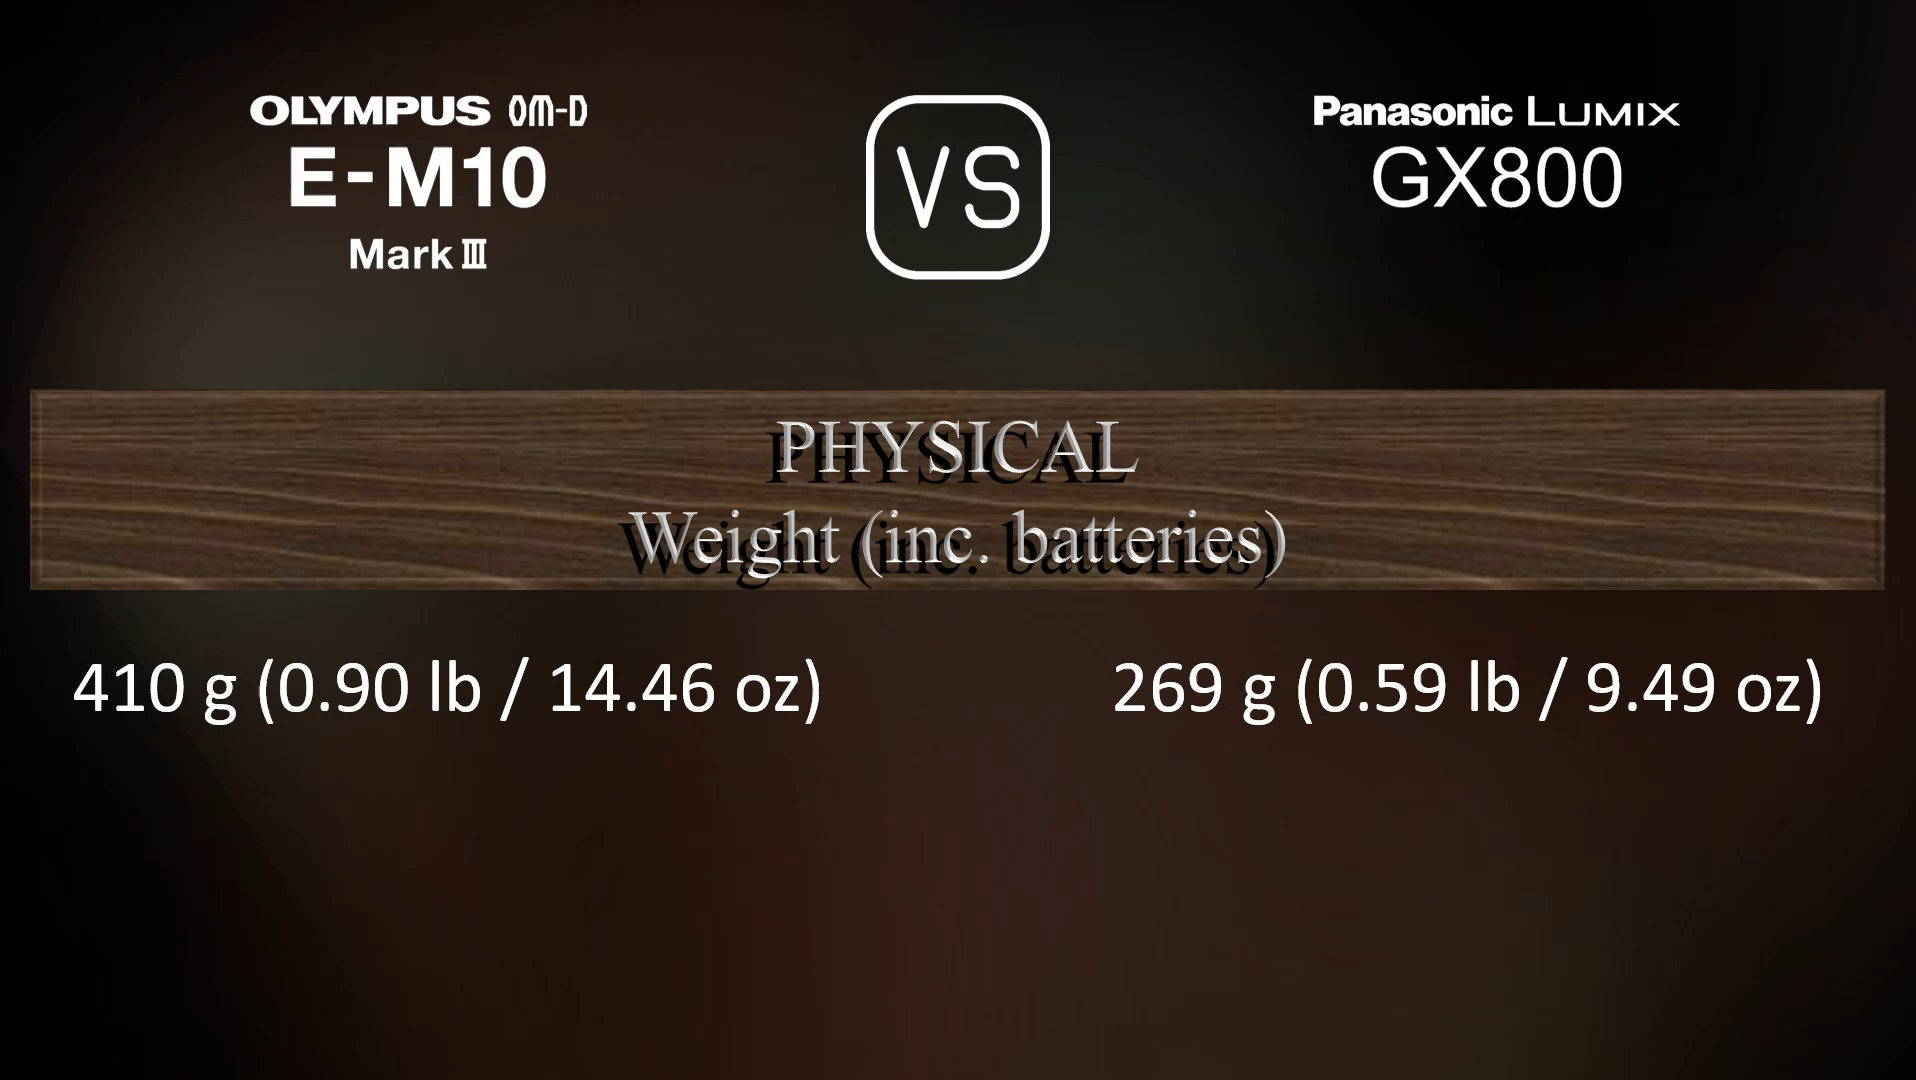 OLYMPUS OM-D
E-M10
Mark III
VS
Panasonic LUMIX
GX800
PHYSICAL
Weight (inc. batteries)
410 g (0.90 lb / 14.46 oz)
269 g (0.59 lb / 9.49 oz)